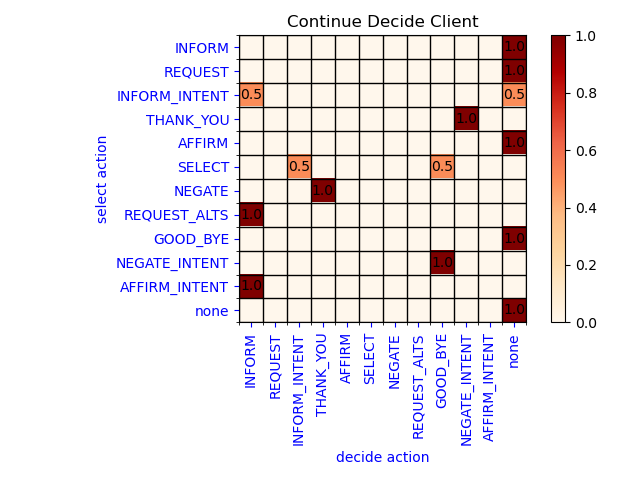 Continue Decide Client
INFORM 1.0
REQUEST 1.0
INFORM_INTENT 0.5 0.5
THANK_YOU 1.0
AFFIRM 1.0
SELECT 0.5 0.5
NEGATE 1.0
REQUEST_ALTS 1.0
GOOD_BYE 1.0
NEGATE_INTENT 1.0
AFFIRM_INTENT 1.0
none 1.0
select action
INFORM
REQUEST
INFORM_INTENT
THANK_YOU
AFFIRM
SELECT
NEGATE
REQUEST_ALTS
GOOD_BYE
NEGATE_INTENT
AFFIRM_INTENT
none
decide action
1.0
0.8
0.6
0.4
0.2
0.0